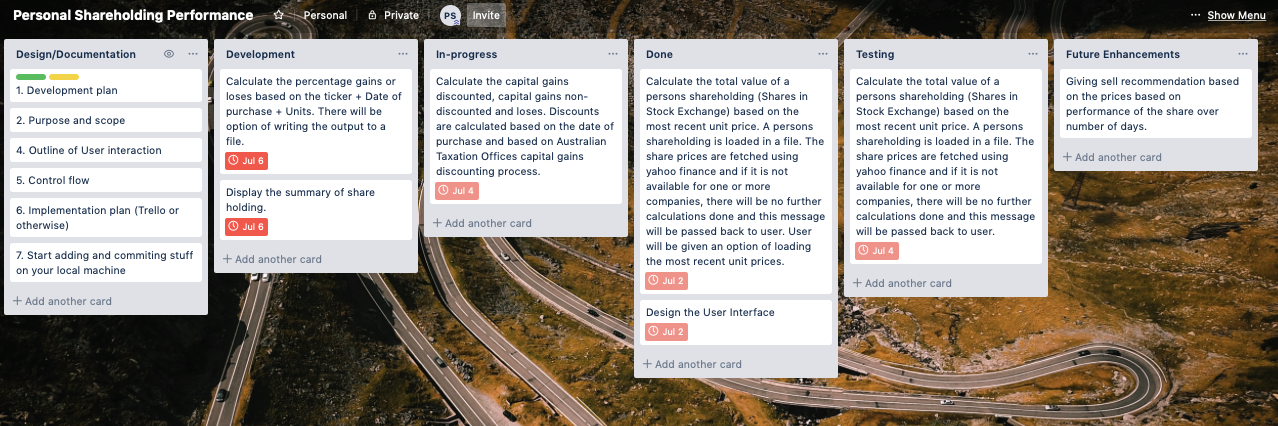 Personal Shareholding Performance
Personal
Private
PS
Invite
··· Show Menu
Design/Documentation
1. Development plan
2. Purpose and scope
4. Outline of User interaction
5. Control flow
6. Implementation plan (Trello or
otherwise)
7. Start adding and commiting stuff
on your local machine
+ Add another card
Development
Calculate the percentage gains or
loses based on the ticker + Date of
purchase + Units. There will be
option of writing the output to a
file.
Jul 6
Display the summary of share
holding.
Jul 6
+ Add another card
In-progress
Calculate the capital gains
discounted, capital gains non-
discounted and loses. Discounts
are calculated based on the date of
purchase and based on Australian
Taxation Offices capital gains
discounting process.
Jul 4
+ Add another card
Done
Calculate the total value of a
persons shareholding (Shares in
Stock Exchange) based on the
most recent unit price. A persons
shareholding is loaded in a file. The
share prices are fetched using
yahoo finance and if it is not
available for one or more
companies, there will be no further
calculations done and this message
will be passed back to user. User
will be given an option of loading
the most recent unit prices.
Jul 2
Design the User Interface
Jul 2
+ Add another card
Testing
Calculate the total value of a
persons shareholding (Shares in
Stock Exchange) based on the
most recent unit price. A persons
shareholding is loaded in a file. The
share prices are fetched using
yahoo finance and if it is not
available for one or more
companies, there will be no further
calculations done and this message
will be passed back to user.
Jul 4
+ Add another card
Future Enhancements
Giving sell recommendation based
on the prices based on
performance of the share over
number of days.
+ Add another card